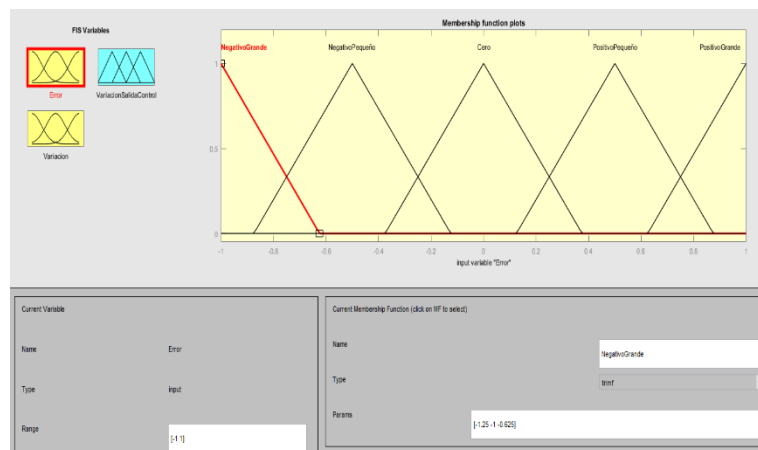 FIS Variables
Membership function plots
NegativoGrande NegativoPequeño Cero PositivoPequeño PositivoGrande
1
0.5
0
-1 -0.8 -0.6 -0.4 -0.2 0 0.2 0.4 0.6 0.8 1
input variable "Error"
Error
VariacionSalidaControl
Variacion
Current Variable
Name Error
Type input
Range [-1 1]
Current Membership Function (click on MF to select)
Name NegativoGrande
Type trimf
Params [-1.25 -1 -0.625]